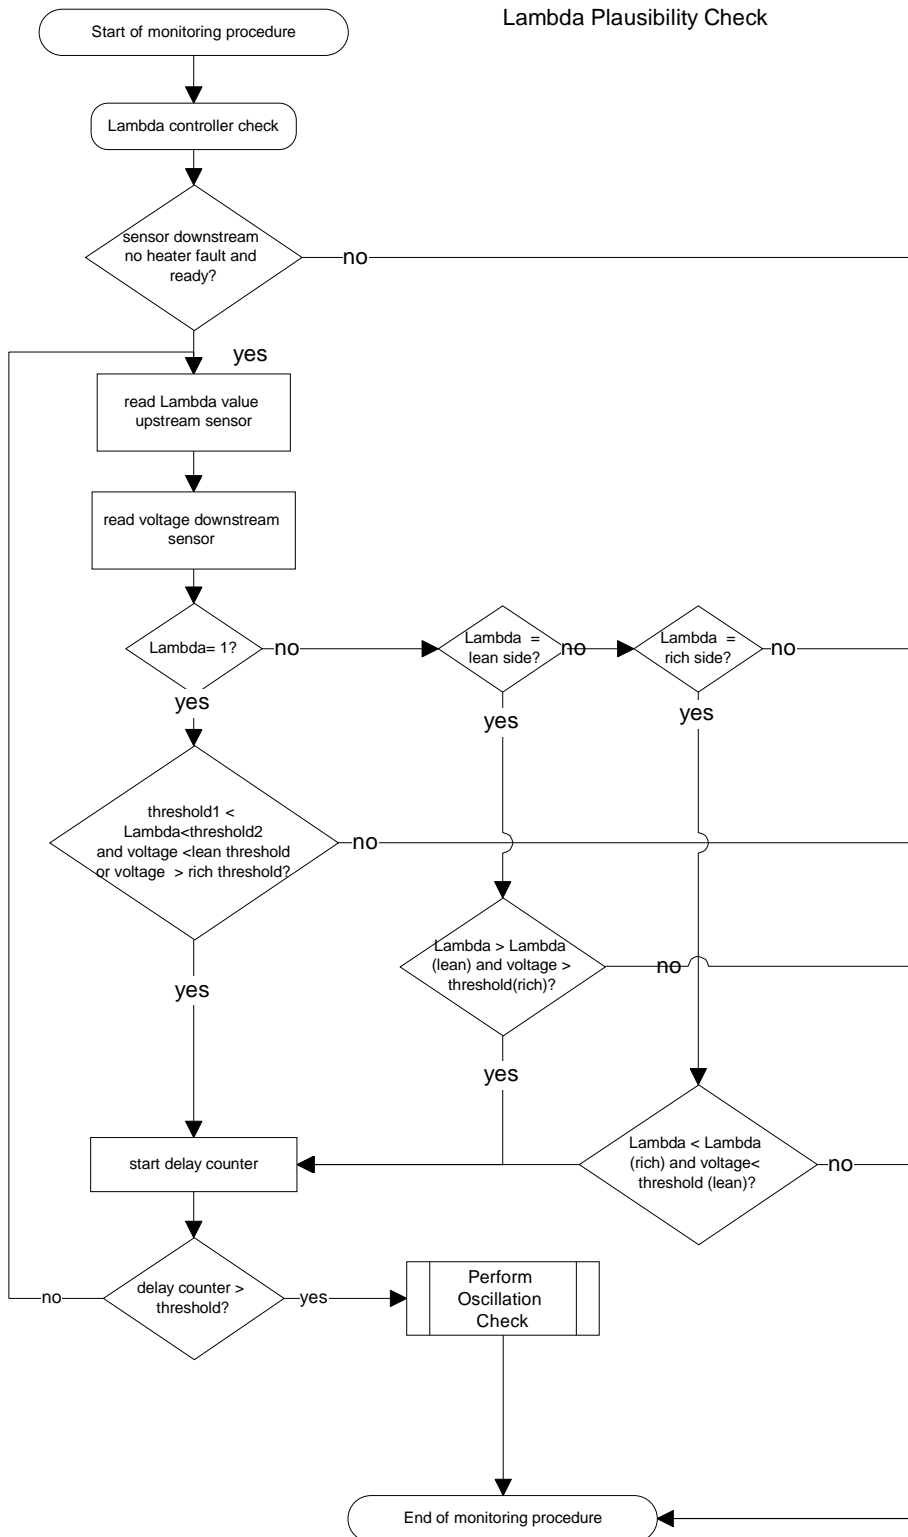 Lambda Plausibility Check
Start of monitoring procedure
Lambda controller check
sensor downstream
no heater fault and
ready?
no
yes
read Lambda value
upstream sensor
read voltage downstream
sensor
Lambda= 1?
no
Lambda =
lean side?
no
Lambda =
rich side?
no
yes
yes
yes
threshold1 <
Lambda<threshold2
and voltage <lean threshold
or voltage > rich threshold?
no
Lambda > Lambda
(lean) and voltage >
threshold(rich)?
no
yes
yes
Lambda < Lambda
(rich) and voltage<
threshold (lean)?
no
start delay counter
delay counter >
threshold?
no
yes
Perform
Oscillation
Check
End of monitoring procedure